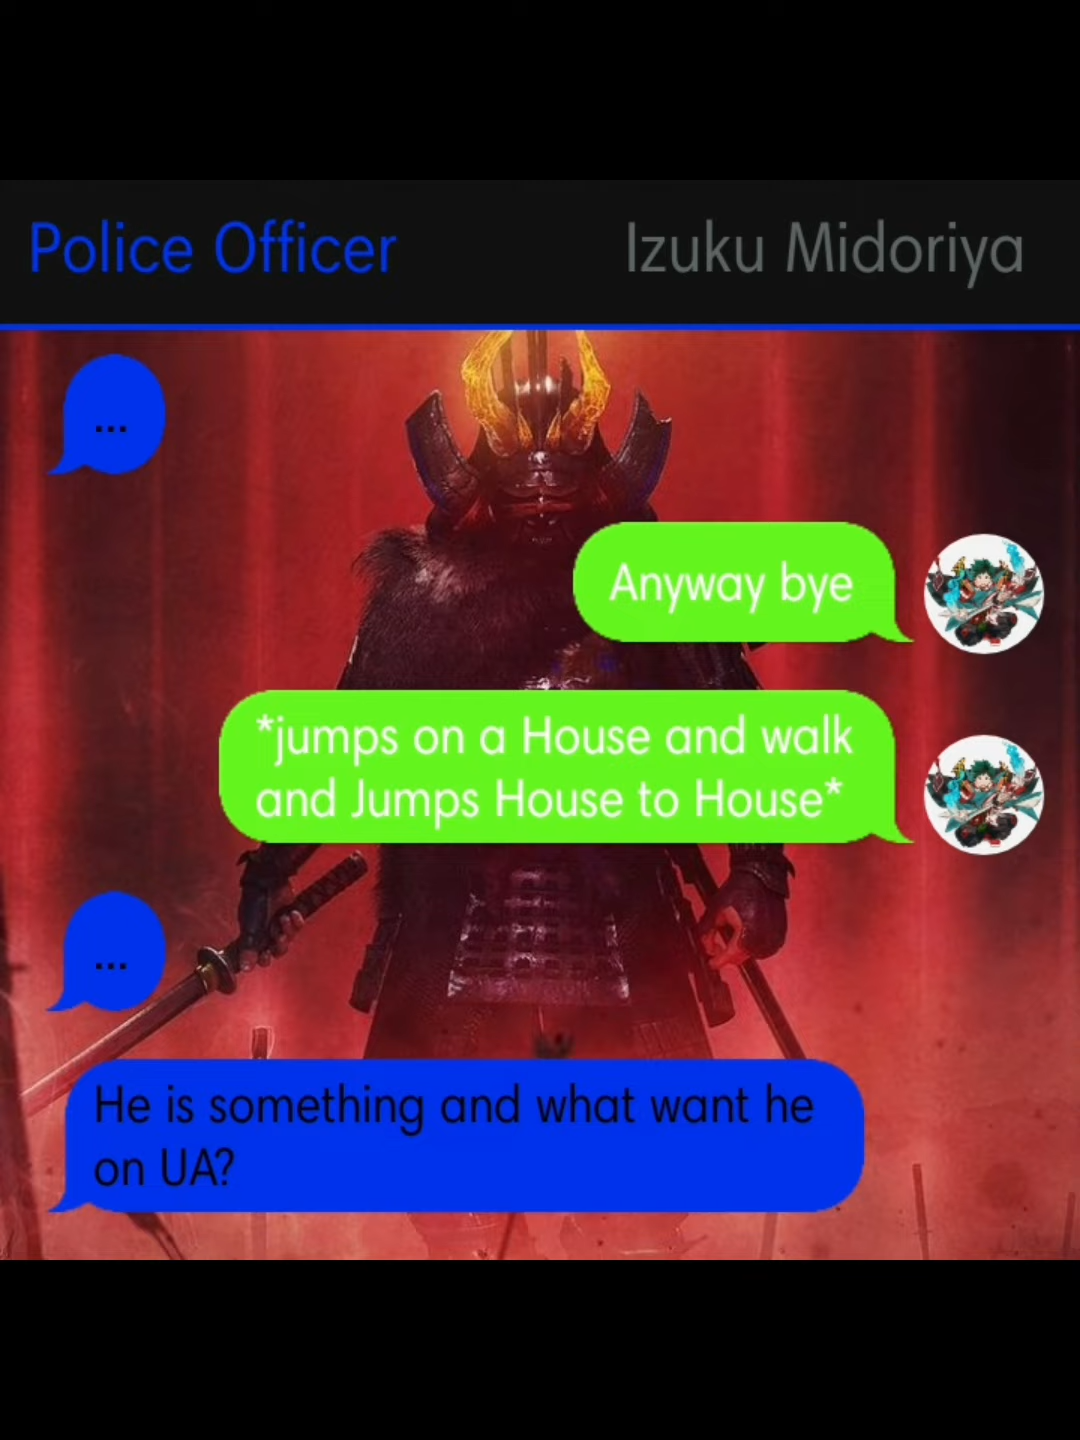 Police Officer
Izuku Midoriya
...
Anyway bye
*jumps on a House and walk
and Jumps House to House*
...
He is something and what want he
on UA?